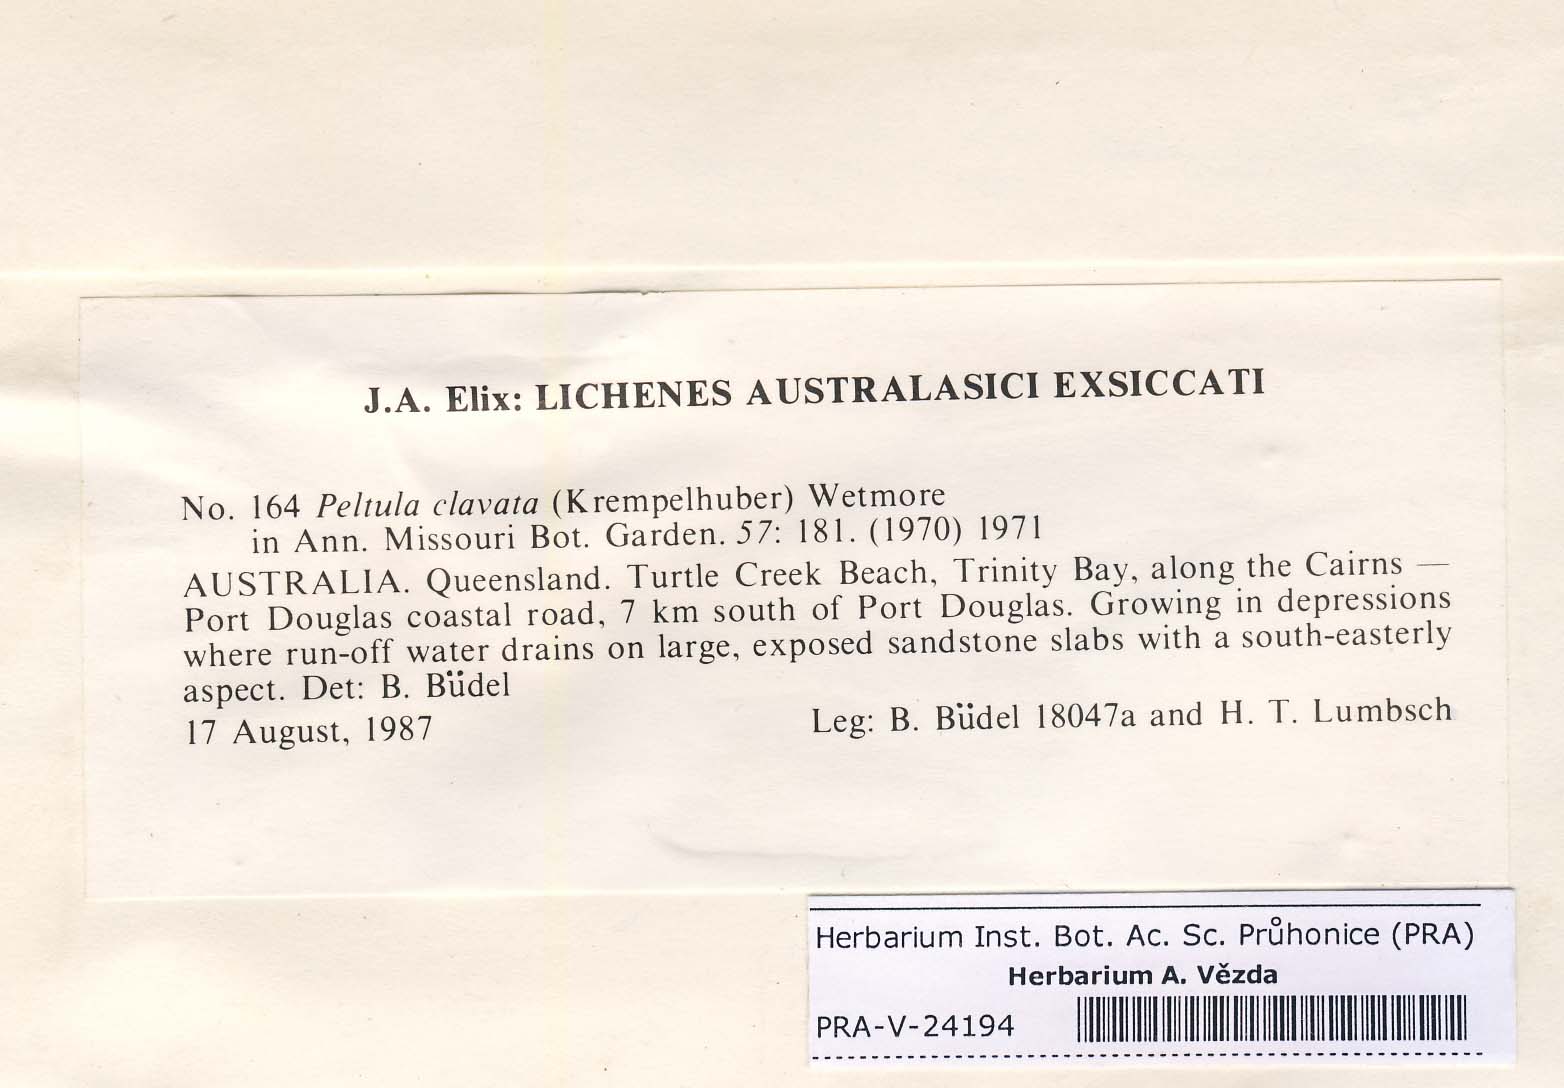 J.A. Elix: LICHENES AUSTRALASICI EXSICCATI
No. 164 Peltula clavata (Krempelhuber) Wetmore
in Ann. Missouri Bot. Garden. 57: 181. (1970) 1971
AUSTRALIA. Queensland. Turtle Creek Beach, Trinity Bay, along the Cairns —
Port Douglas coastal road, 7 km south of Port Douglas. Growing in depressions
where run-off water drains on large, exposed sandstone slabs with a south-easterly
aspect. Det: B. Büdel
17 August, 1987 Leg: B. Büdel 18047a and H. T. Lumbsch
Herbarium Inst. Bot. Ac. Sc. Průhonice (PRA)
Herbarium A. Vězda
PRA-V-24194